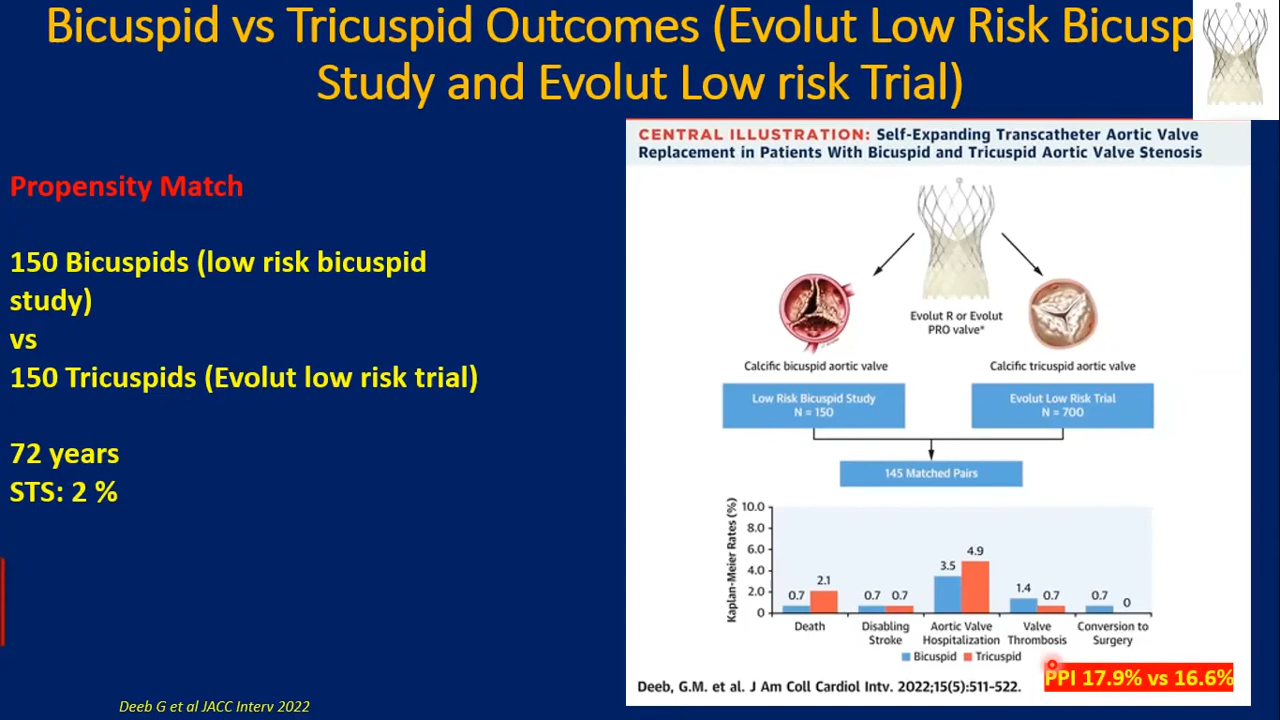 Bicuspid vs Tricuspid Outcomes (Evolut Low Risk Bicusp
Study and Evolut Low risk Trial)
Propensity Match
150 Bicuspids (low risk bicuspid
study)
vs
150 Tricuspids (Evolut low risk trial)
72 years
STS: 2 %
Deeb G et al JACC Interv 2022
CENTRAL ILLUSTRATION: Self-Expanding Transcatheter Aortic Valve
Replacement in Patients With Bicuspid and Tricuspid Aortic Valve Stenosis
Evolut R or Evolut
PRO valve*
Calcific bicuspid aortic valve
Calcific tricuspid aortic valve
Low Risk Bicuspid Study
N = 150
Evolut Low Risk Trial
N = 700
145 Matched Pairs
Kaplan-Meier Rates (%)
10.0
8.0
6.0
4.0
2.0
0
0.7 2.1
0.7 0.7
3.5 4.9
1.4 0.7
0.7 0
Death
Disabling
Stroke
Aortic Valve
Hospitalization
Valve
Thrombosis
Conversion to
Surgery
Bicuspid Tricuspid
Deeb, G.M. et al. J Am Coll Cardiol Intv. 2022;15(5):511–522.
PPI 17.9% vs 16.6%